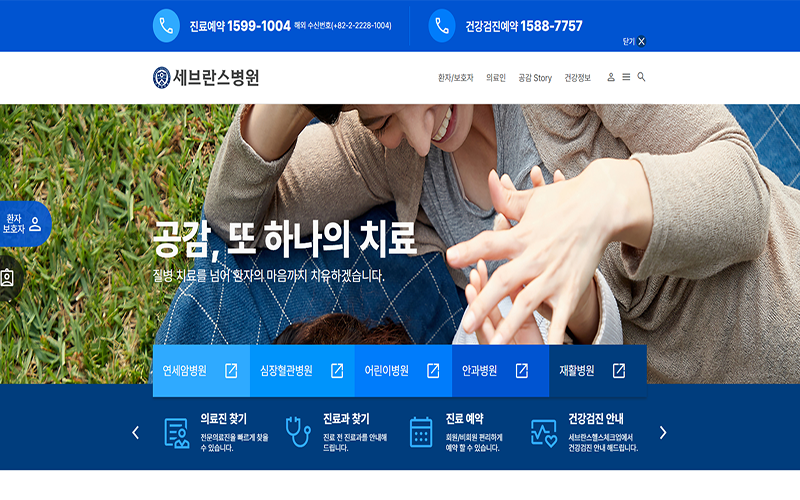 진료예약 1599-1004 해외 수신번호(+82-2-2228-1004)
건강검진예약 1588-7757
닫기 X
세브란스병원
환자/보호자 의료인 공감 Story 건강정보
환자
보호자
공감, 또 하나의 치료
질병 치료를 넘어 환자의 마음까지 치유하겠습니다.
연세암병원 심장혈관병원 어린이병원 안과병원 재활병원
의료진 찾기
전문의료진을 빠르게 찾을
수 있습니다.
진료과 찾기
진료 전 진료과를 안내해
드립니다.
진료 예약
회원/비회원 편리하게
예약 할 수 있습니다.
건강검진 안내
세브란스헬스체크업에서
건강검진 안내 해드립니다.